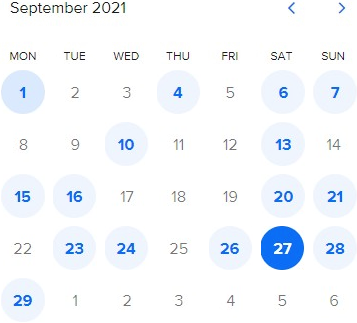 September 2021
MON TUE WED THU FRI SAT SUN
1 2 3 4 5 6 7
8 9 10 11 12 13 14
15 16 17 18 19 20 21
22 23 24 25 26 27 28
29 1 2 3 4 5 6